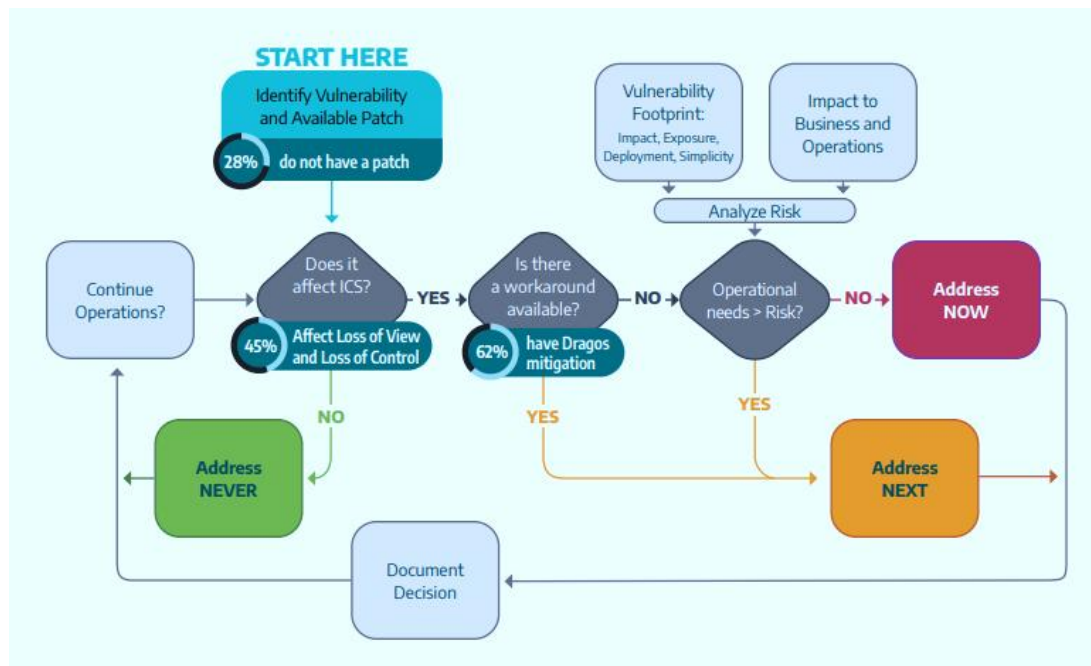 START HERE
Identify Vulnerability
and Available Patch
28%
do not have a patch
Vulnerability
Footprint:
Impact, Exposure,
Deployment, Simplicity
Impact to
Business and
Operations
Analyze Risk
Continue
Operations?
Does it
affect ICS?
45%
Affect Loss of View
and Loss of Control
YES
Is there
a workaround
available?
62%
have Dragos
mitigation
NO
Operational
needs > Risk?
NO
Address
NOW
NO
YES
YES
Address
NEVER
Address
NEXT
Document
Decision